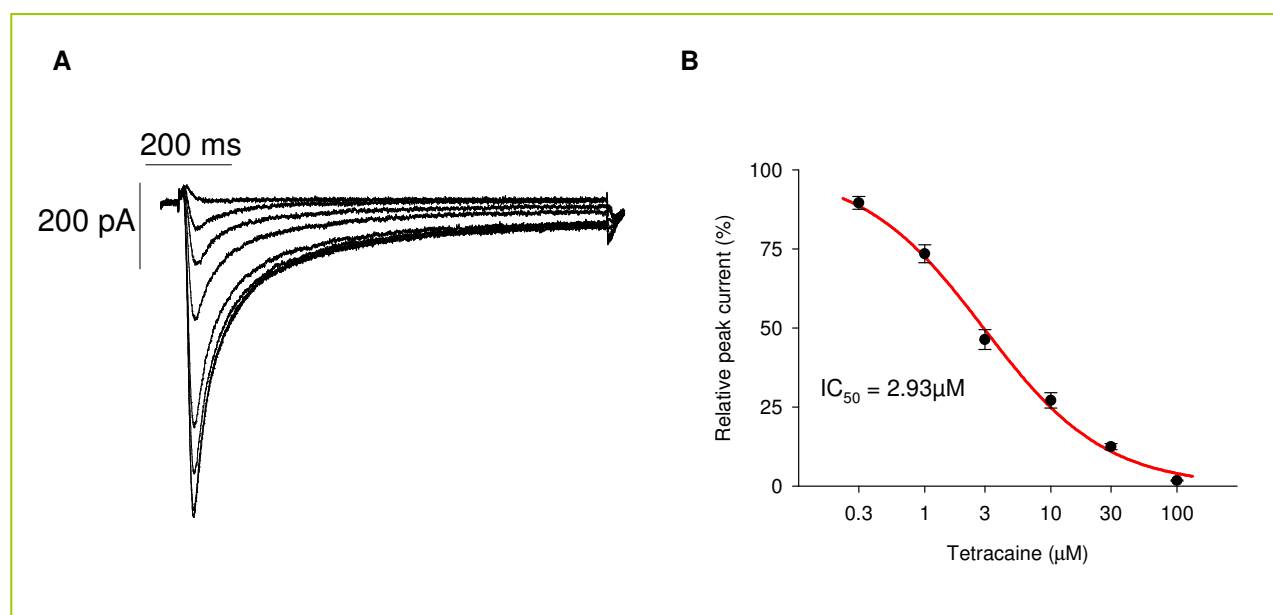 A
200 ms
200 pA
B
Relative peak current (%)
100
75
50
25
0
IC50 = 2.93μM
0.3 1 3 10 30 100
Tetracaine (μM)